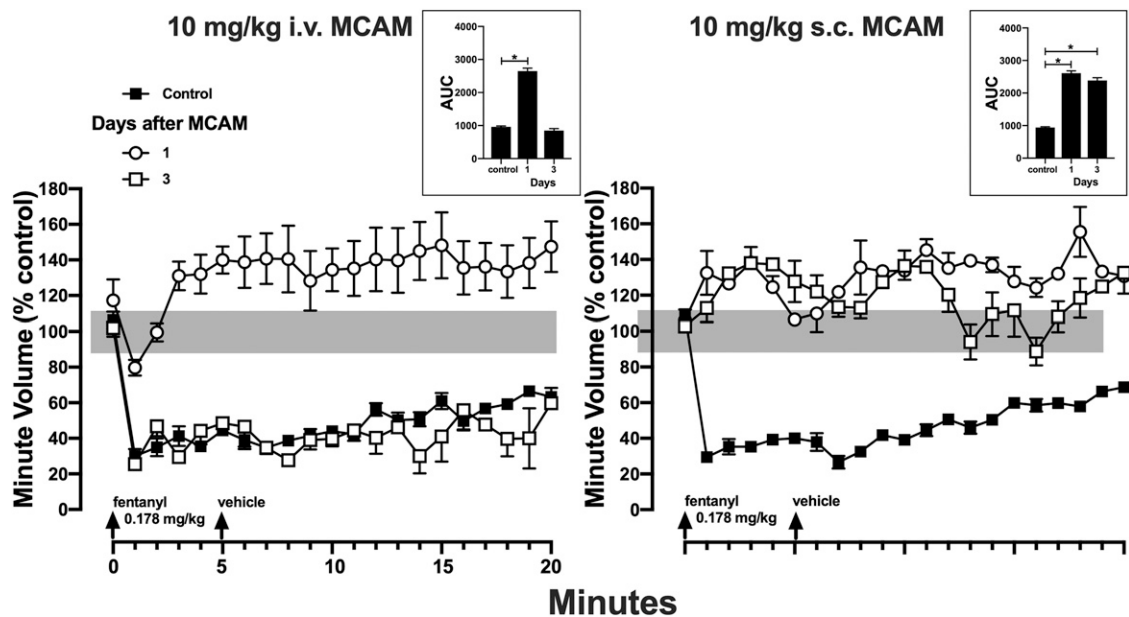 10 mg/kg i.v. MCAM
Control
Days after MCAM
1
3
AUC
4000
3000
2000
1000
0
*
control 1 3
Days
Minute Volume (% control)
180
160
140
120
100
80
60
40
20
0
fentanyl
0.178 mg/kg
vehicle
0 5 10 15 20
10 mg/kg s.c. MCAM
AUC
4000
3000
2000
1000
0
*
*
control 1 3
Days
Minute Volume (% control)
180
160
140
120
100
80
60
40
20
0
fentanyl
0.178 mg/kg
vehicle
Minutes